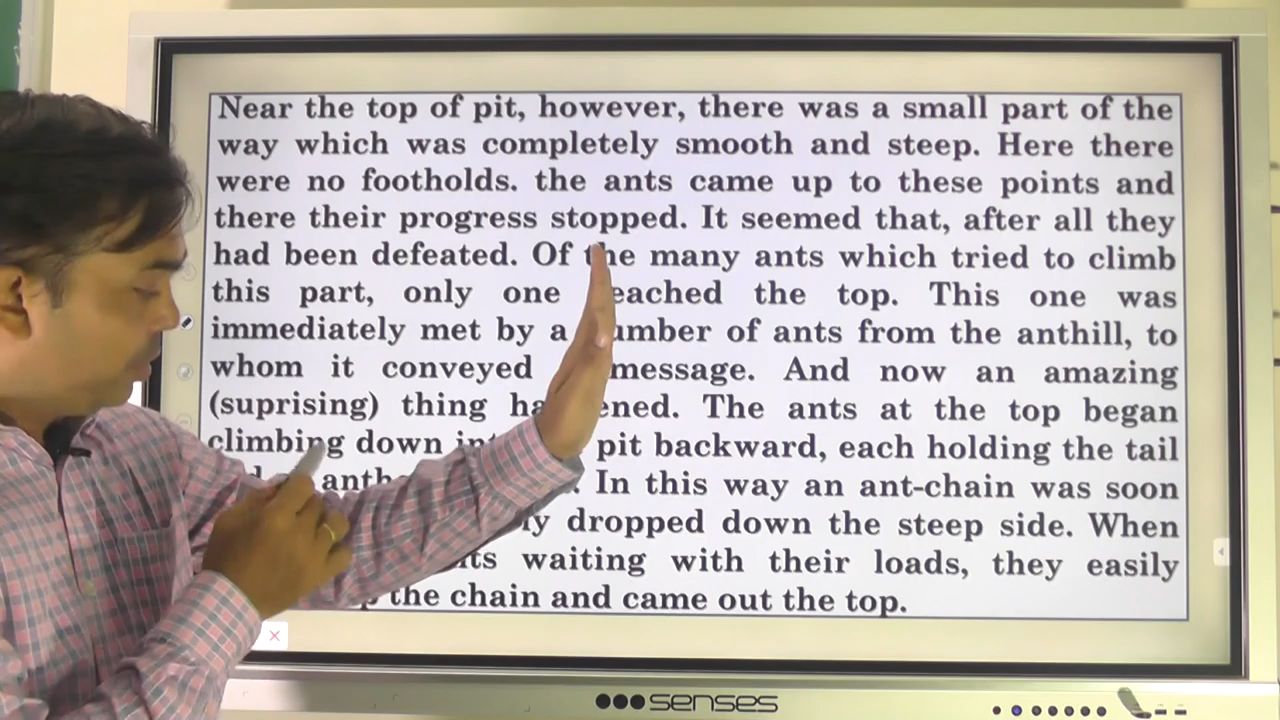 Near the top of pit, however, there was a small part of the
way which was completely smooth and steep. Here there
were no footholds. the ants came up to these points and
there their progress stopped. It seemed that, after all they
had been defeated. Of the many ants which tried to climb
this part, only one reached the top. This one was
immediately met by a number of ants from the anthill, to
whom it conveyed message. And now an amazing
(suprising) thing happened. The ants at the top began
climbing down pit backward, each holding the tail
In this way an ant-chain was soon
dropped down the steep side. When
waiting with their loads, they easily
the chain and came out the top.
senses